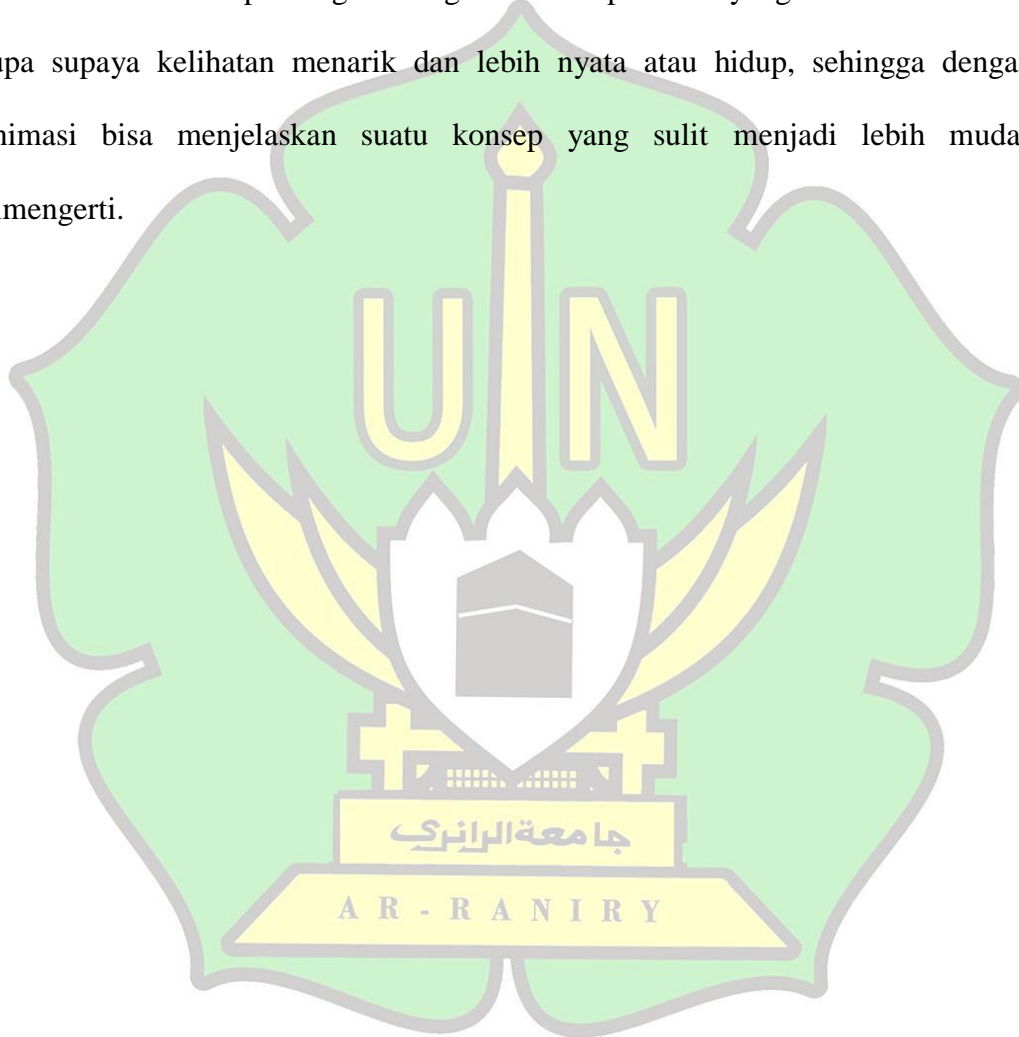 yang
upa supaya kelihatan menarik dan lebih nyata atau hidup, sehingga denga
nimasi bisa menjelaskan suatu konsep yang sulit menjadi lebih muda
mengerti.
UIN
جامعةالرانري
AR-RANIRY